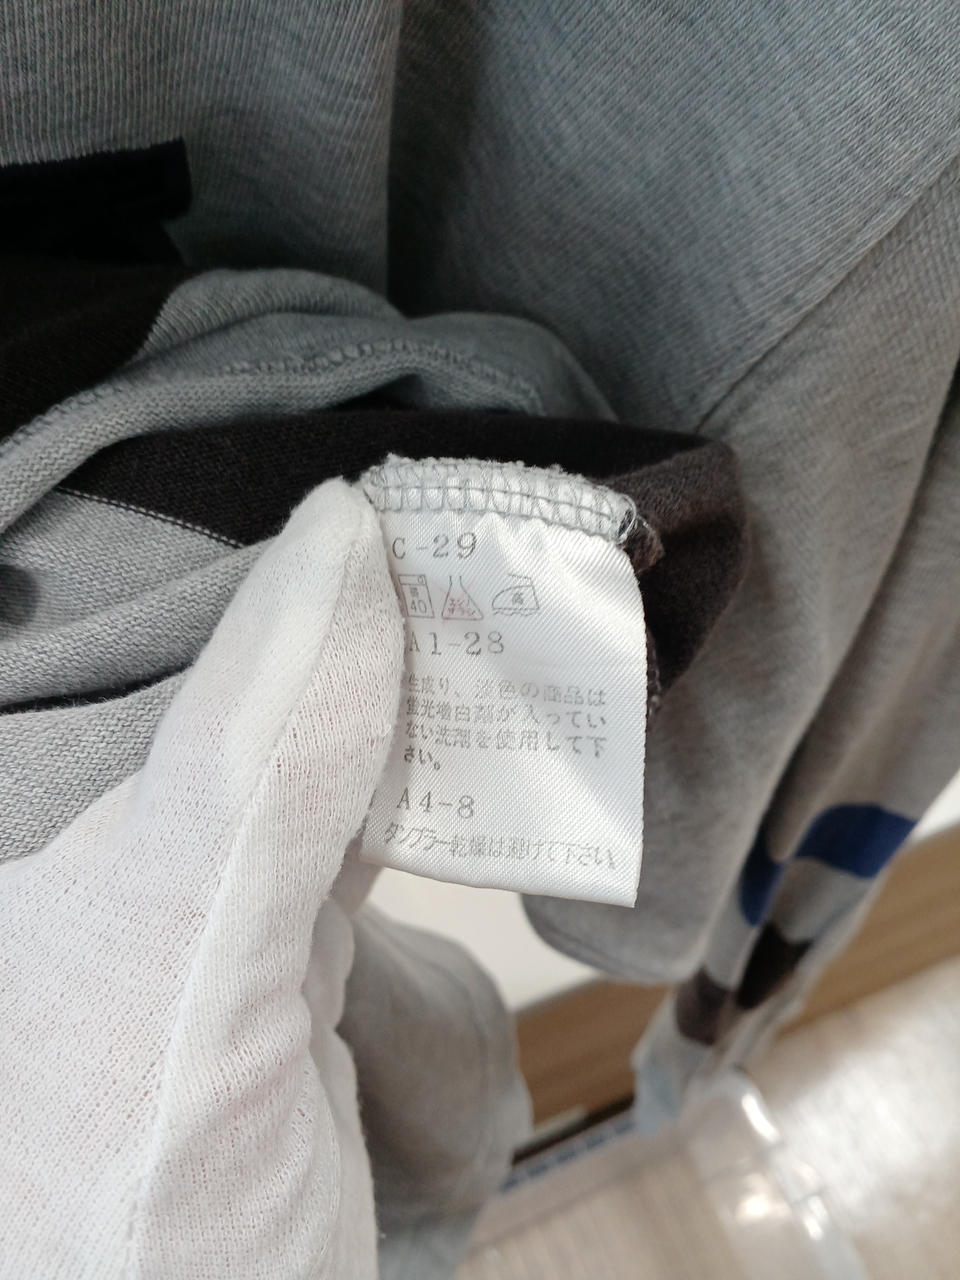 C-29
40
高
A1-28
生成り、淡色の商品は
蛍光増白剤が入ってい
ない洗剤を使用して下
さい。
A4-8
タンブラー乾燥は避けて下さい